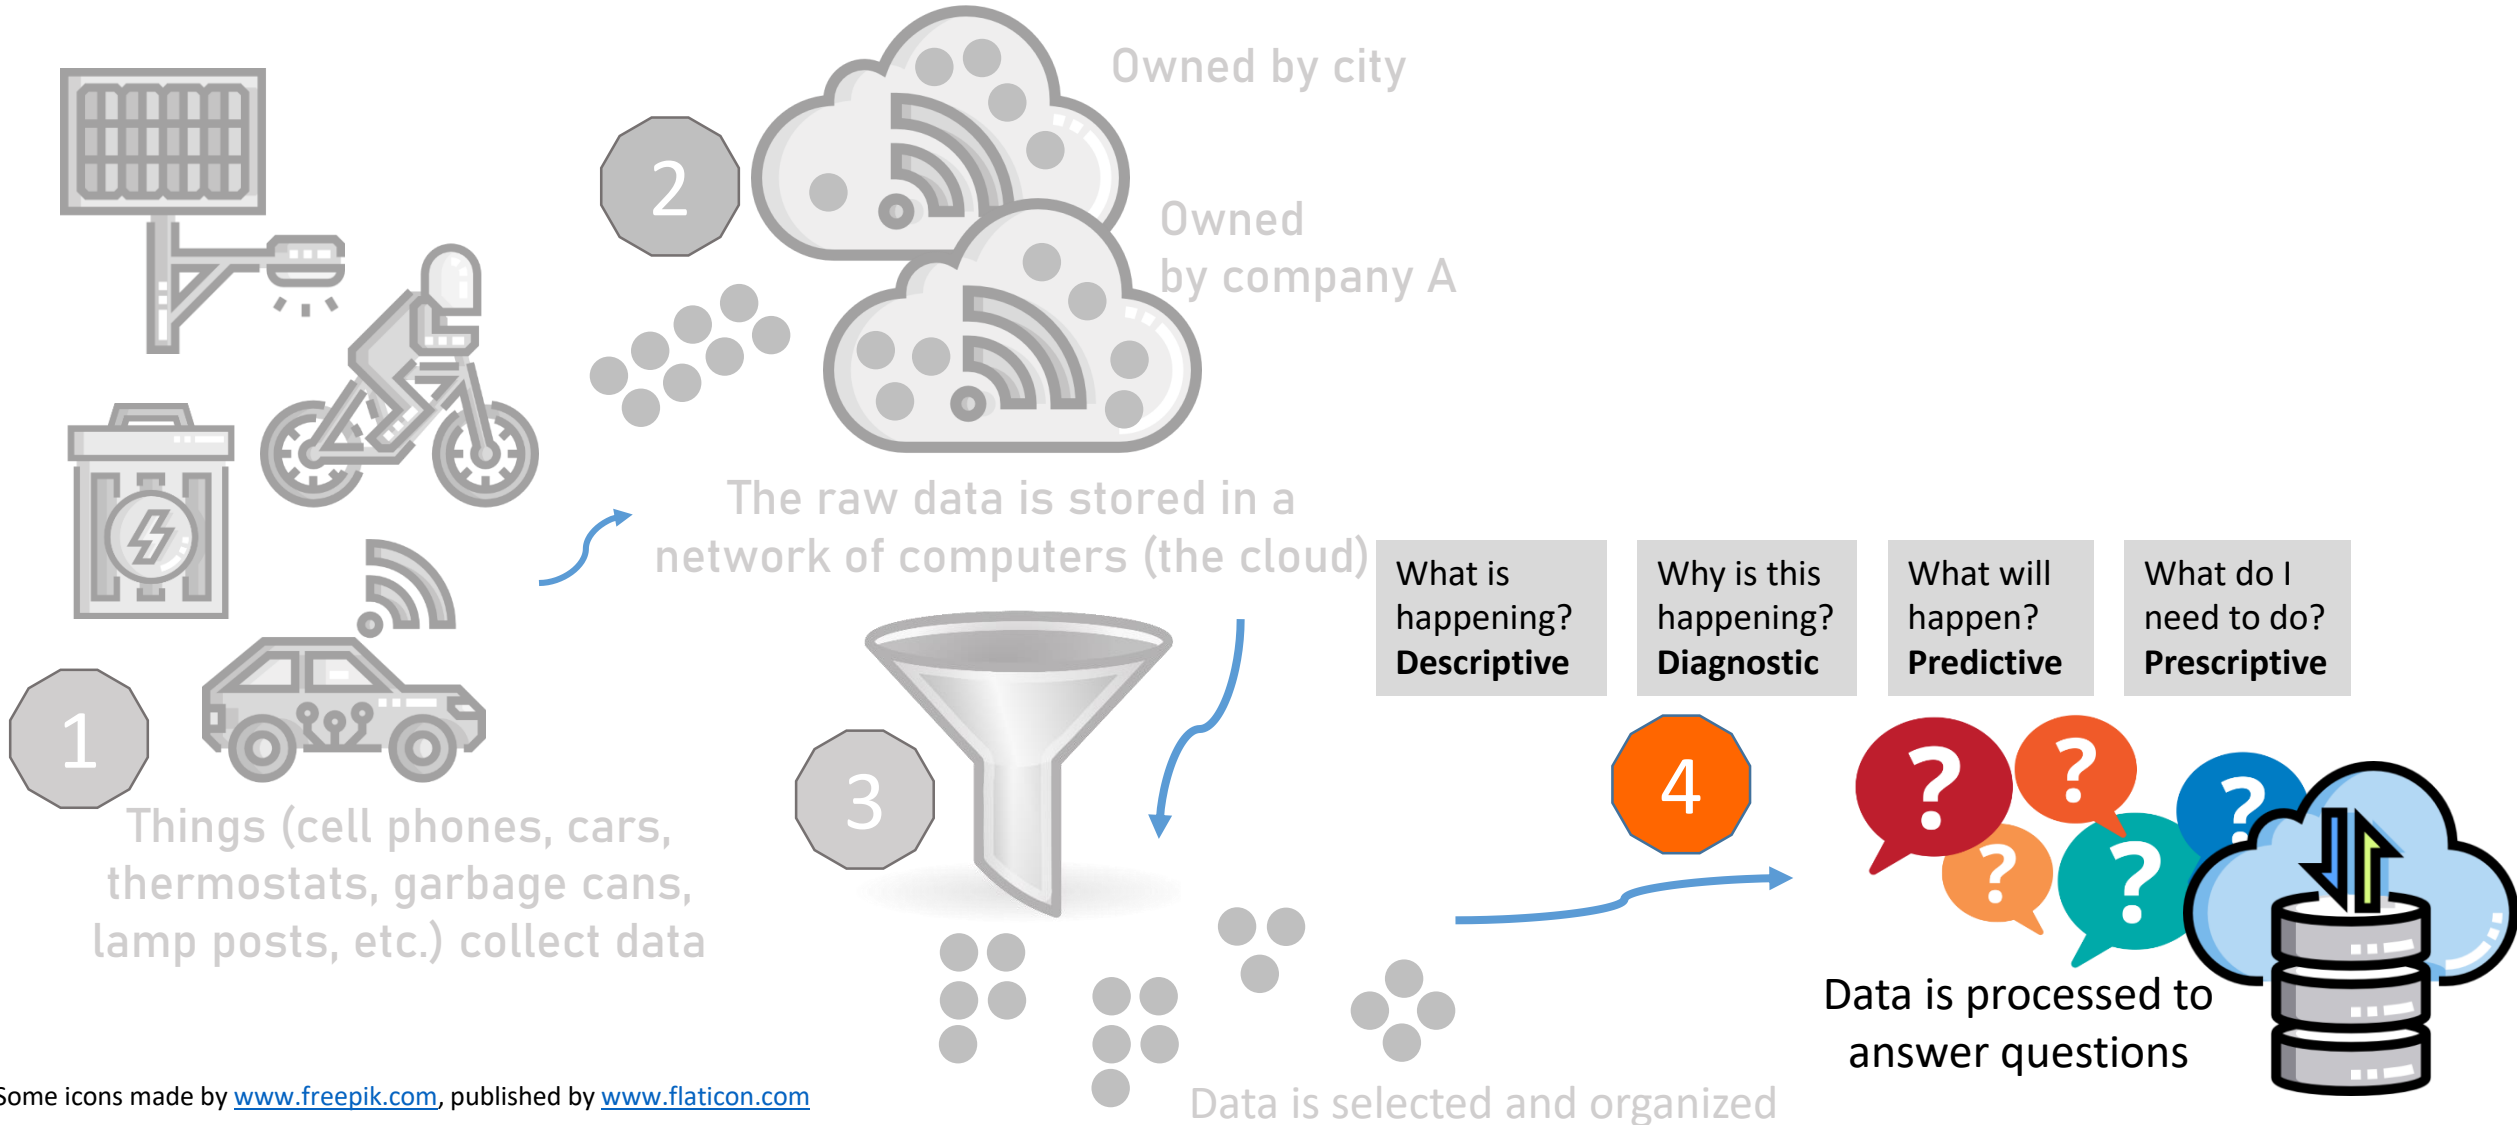 1
Things (cell phones, cars,
thermostats, garbage cans,
lamp posts, etc.) collect data
2
Owned by city
Owned
by company A
The raw data is stored in a
network of computers (the cloud)
3
Data is selected and organized
What is
happening?
Descriptive
Why is this
happening?
Diagnostic
What will
happen?
Predictive
What do I
need to do?
Prescriptive
4
?
?
?
?
?
Data is processed to
answer questions
Some icons made by www.freepik.com, published by www.flaticon.com